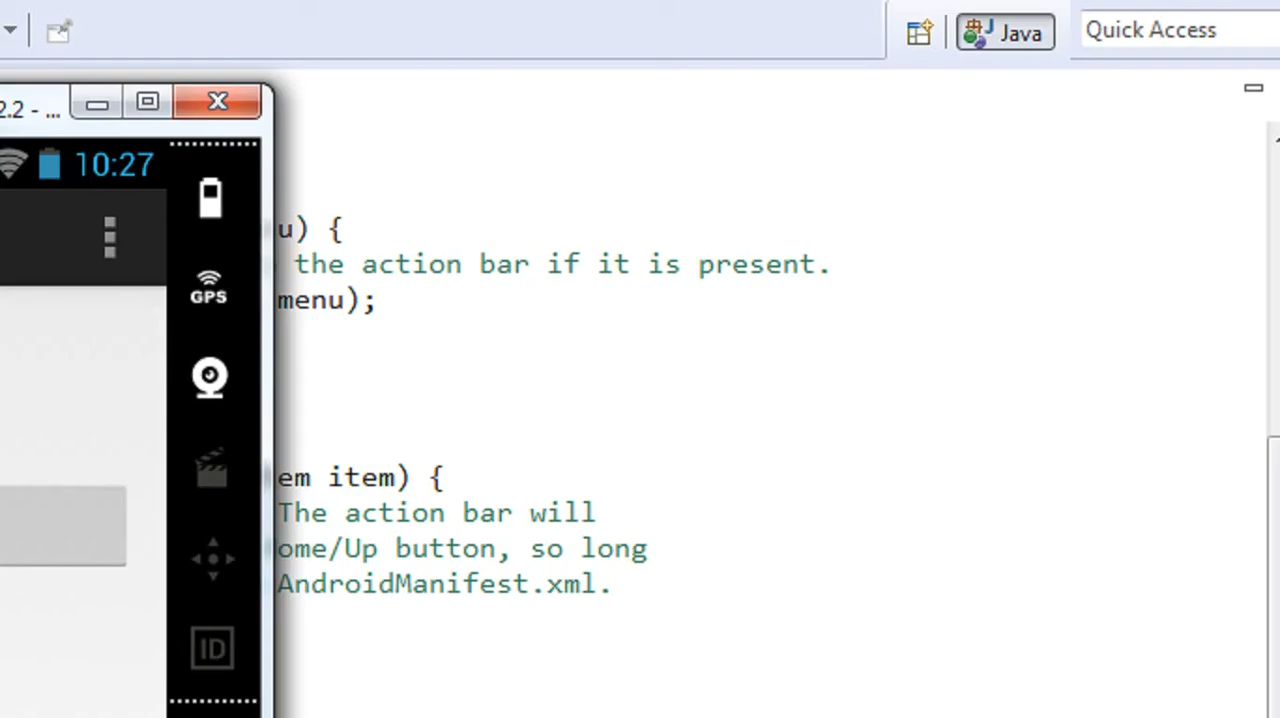 Java
Quick Access
2.2 - ...
10:27
GPS
u) {
the action bar if it is present.
menu);
em item) {
The action bar will
ome/Up button, so long
AndroidManifest.xml.
ID